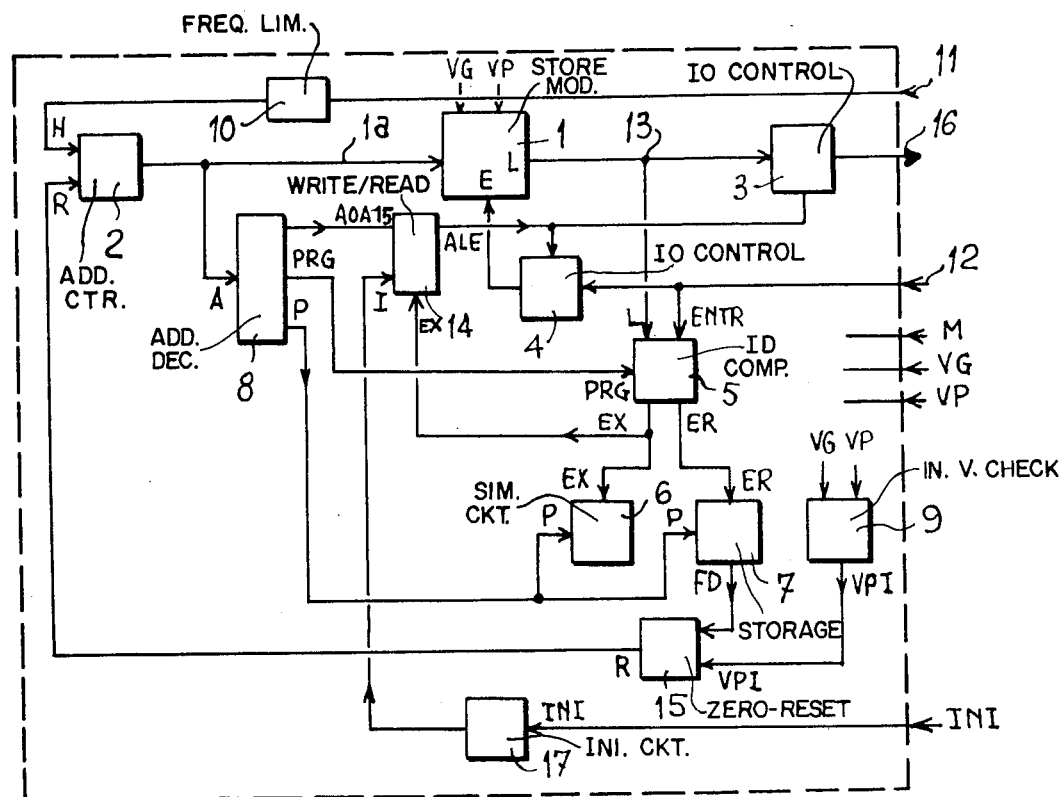 FREQ. LIM.
VG VP STORE MOD.
IO CONTROL
11
H
10
1a
1
13
16
L
3
WRITE/READ
E
R
2
AOA15
ALE
ADD. CTR.
PRG
IO CONTROL
12
A
I
P
EX 14
4
L
ENTR
ADD. DEC.
8
ID COMP.
M
PRG
5
VG
EX
ER
VP
VG VP
EX
ER
IN. V. CHECK
SIM. CKT.
6
9
P
P
7
FD
VPI
STORAGE
R
VPI
15
ZERO-RESET
INI
INI
INI. CKT.
17